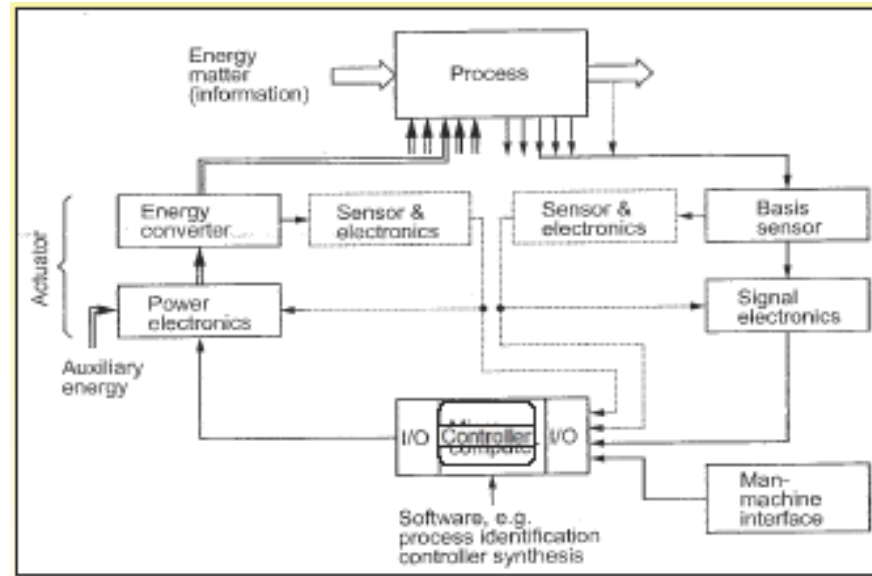 Energy
matter
(information)
Process
Energy
converter
Sensor &
electronics
Sensor &
electronics
Basis
sensor
Actuator
Power
electronics
Signal
electronics
Auxiliary
energy
I/O
Controller
I/O
Man-
machine
interface
Software, e.g.
process identification
controller synthesis